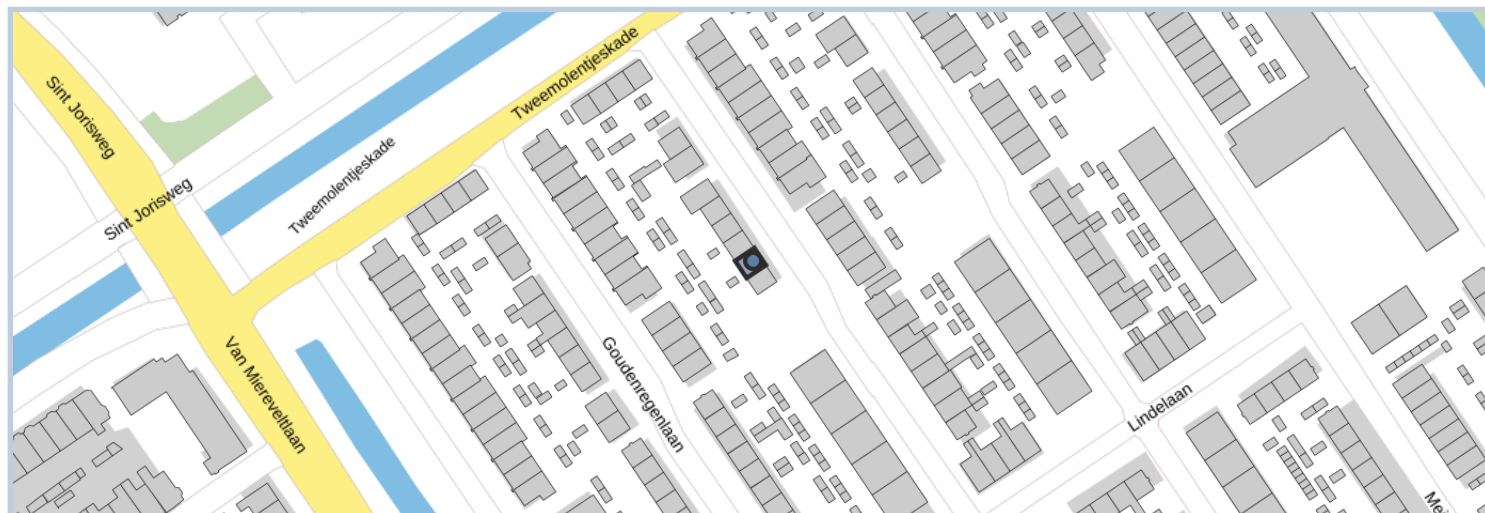 Sint Jorisweg
Tweemolentjeskade
Tweemolentjeskade
Sint Jorisweg
Van Miereveltlaan
Goudenregenlaan
Lindelaan